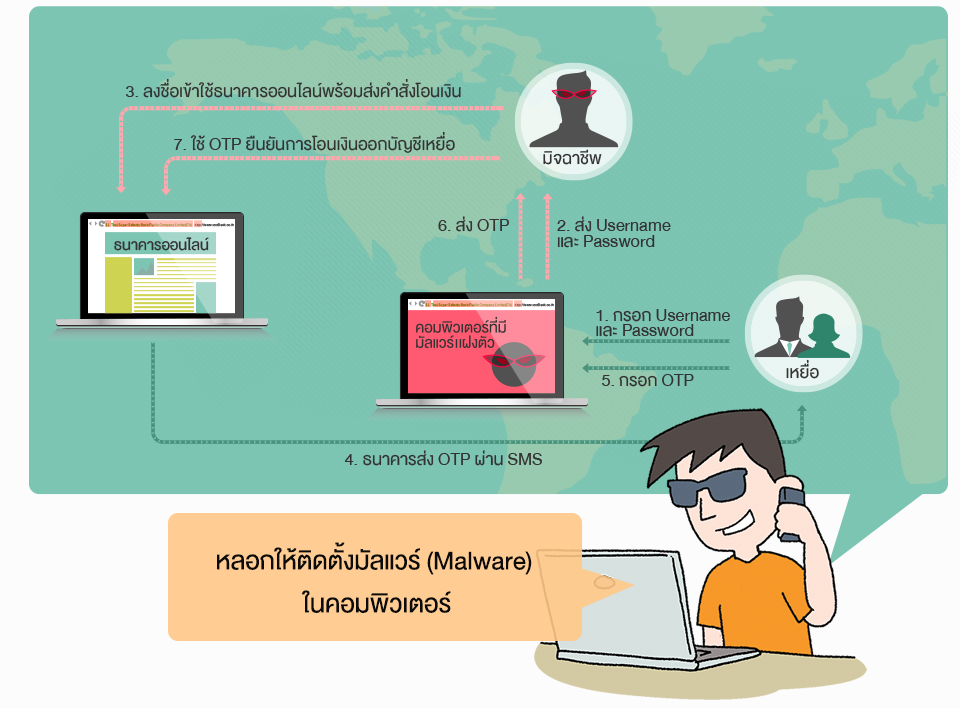 3. ลงชื่อเข้าใช้ธนาคารออนไลน์พร้อมส่งคำสั่งโอนเงิน
7. ใช้ OTP ยืนยันการโอนเงินออกบัญชีเหยื่อ
มิจฉาชีพ
6. ส่ง OTP
2. ส่ง Username
และ Password
ธนาคารออนไลน์
คอมพิวเตอร์ที่มี
มัลแวร์แฝงตัว
1. กรอก Username
และ Password
5. กรอก OTP
เหยื่อ
4. ธนาคารส่ง OTP ผ่าน SMS
หลอกให้ติดตั้งมัลแวร์ (Malware)
ในคอมพิวเตอร์